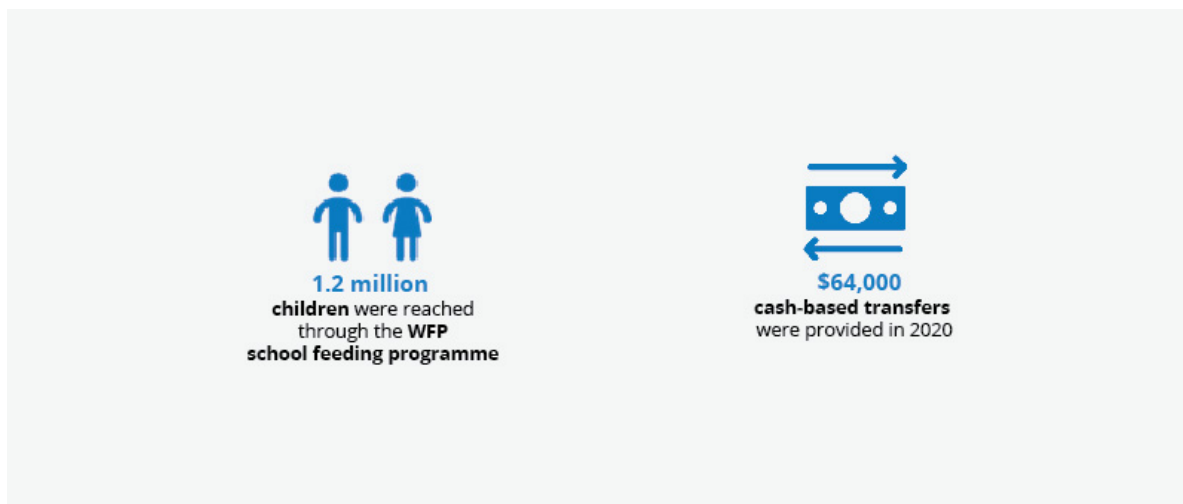 1.2 million
children were reached
through the WFP
school feeding programme
$64,000
cash-based transfers
were provided in 2020